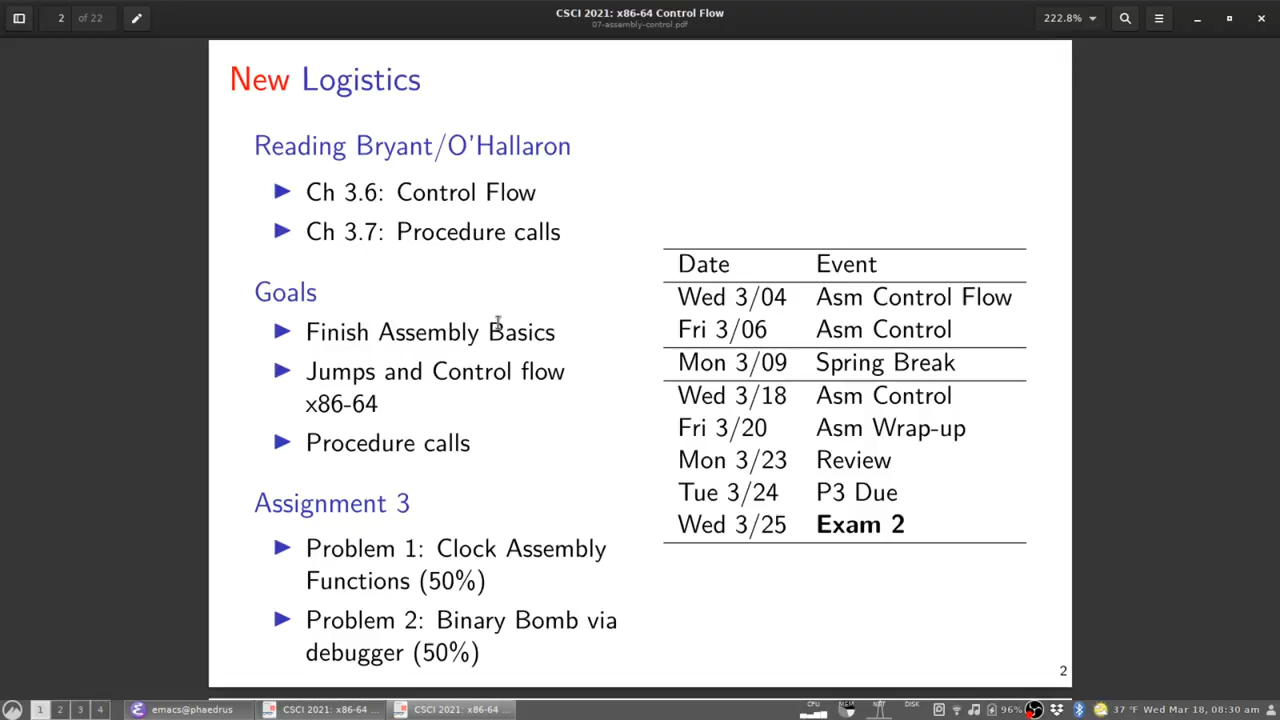 2 of 22
CSCI 2021: x86-64 Control Flow
07-assembly-control.pdf
222.8%
New Logistics
Reading Bryant/O'Hallaron
Ch 3.6: Control Flow
Ch 3.7: Procedure calls
Goals
Finish Assembly Basics
Jumps and Control flow
x86-64
Procedure calls
Assignment 3
Problem 1: Clock Assembly
Functions (50%)
Problem 2: Binary Bomb via
debugger (50%)
Date Event
Wed 3/04 Asm Control Flow
Fri 3/06 Asm Control
Mon 3/09 Spring Break
Wed 3/18 Asm Control
Fri 3/20 Asm Wrap-up
Mon 3/23 Review
Tue 3/24 P3 Due
Wed 3/25 Exam 2
2
1 2 3 4 emacs@phaedrus CSCI 2021: x86-64 ... CSCI 2021: x86-64 ... CPU MEM NET DISK 96% 37 °F Wed Mar 18, 08:30 am